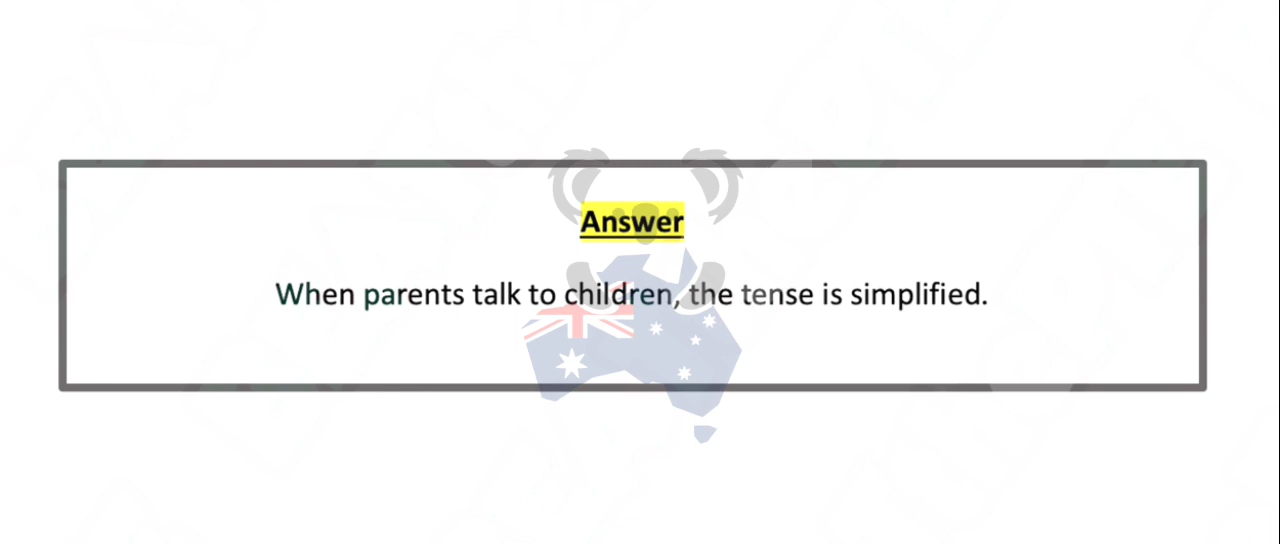 Answer
When parents talk to children, the tense is simplified.